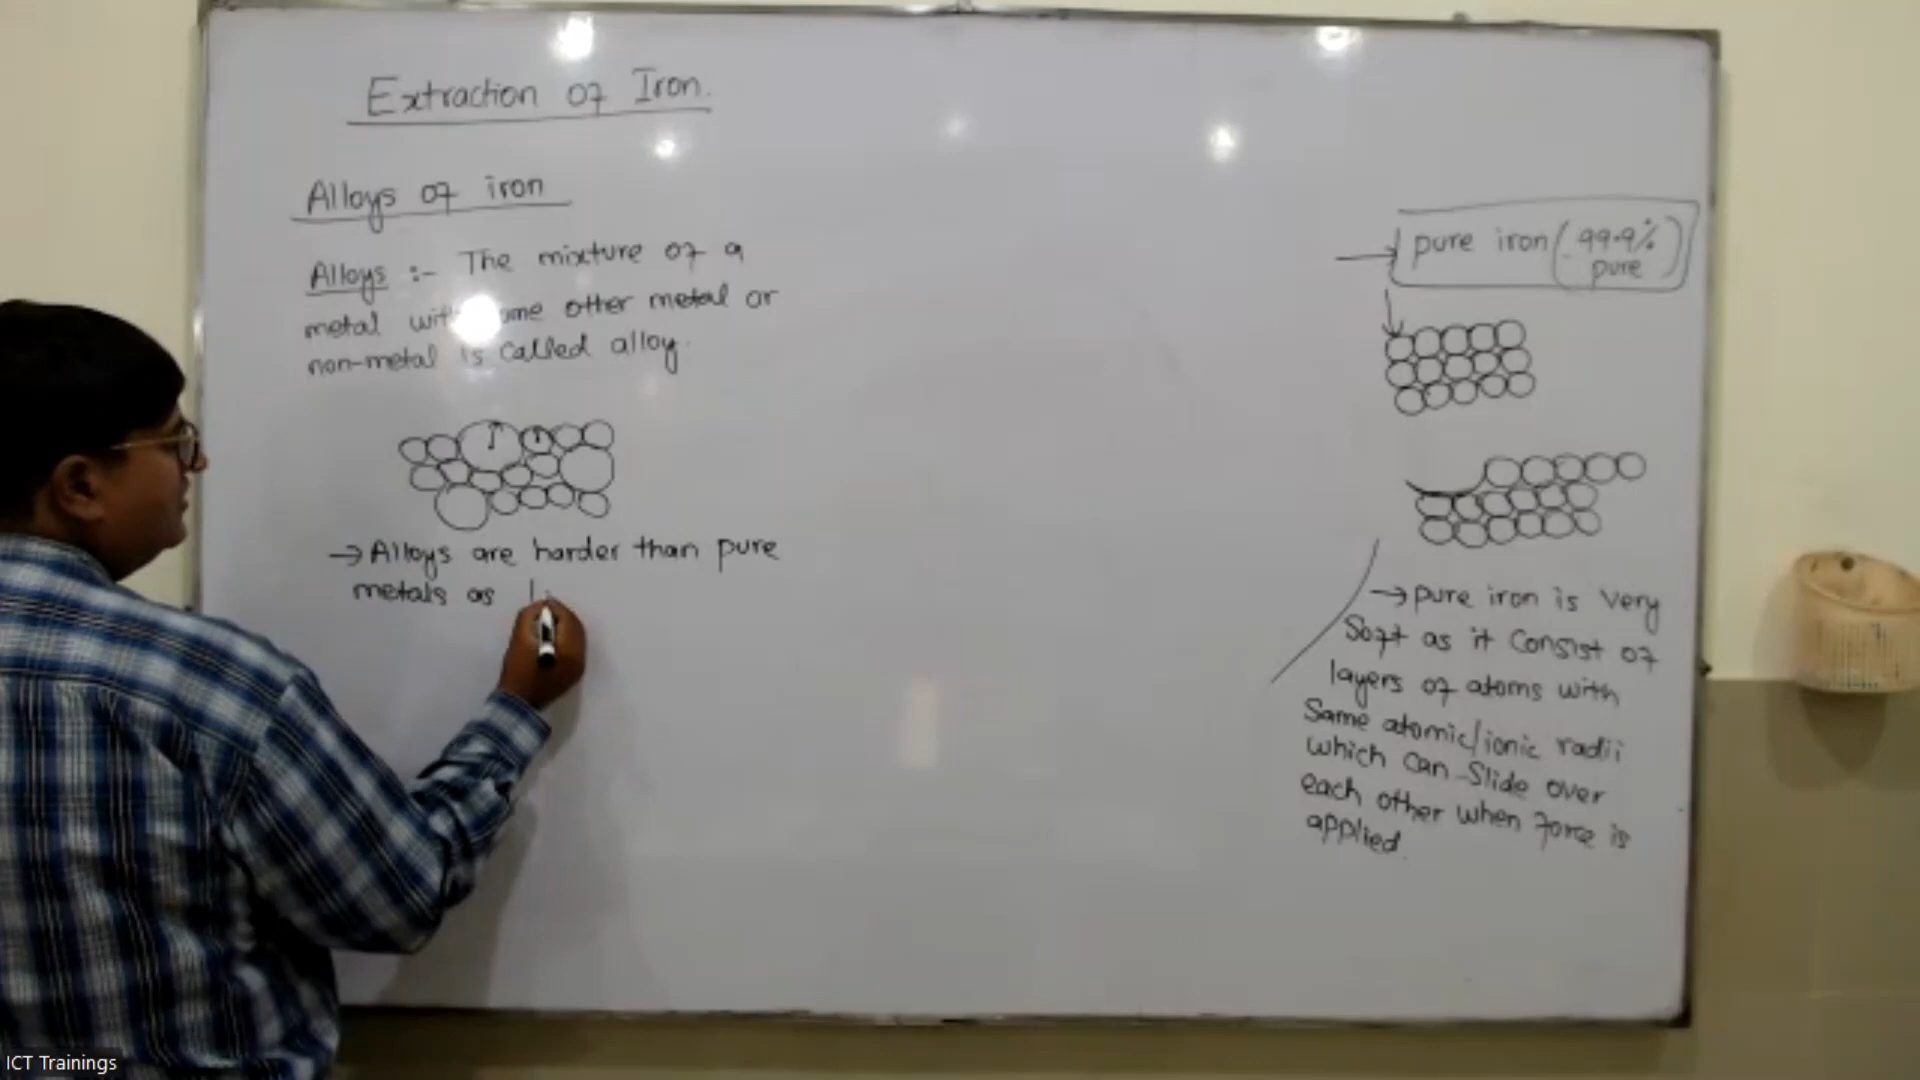 Extraction of Iron.
Alloys of iron
Alloys :- The mixture of a
metal with some other metal or
non-metal is called alloy.
→ Alloys are harder than pure
metals as
pure iron (99.9%
pure)
→ pure iron is very
Soft as it Consist of
layers of atoms with
Same atomic/ionic radii
which Can Slide over
each other when force is
applied.
ICT Trainings